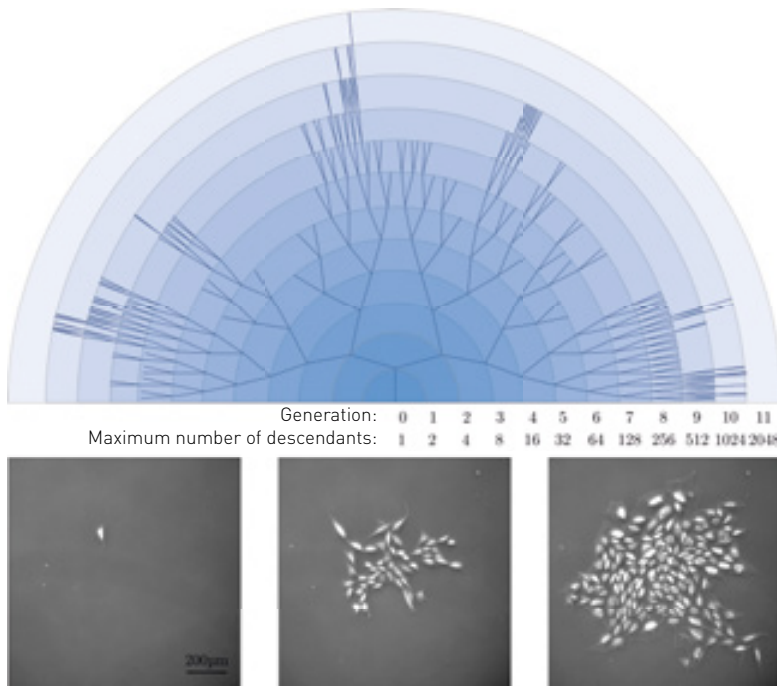 Generation: 0 1 2 3 4 5 6 7 8 9 10 11
Maximum number of descendants: 1 2 4 8 16 32 64 128 256 512 1024 2048
200μm